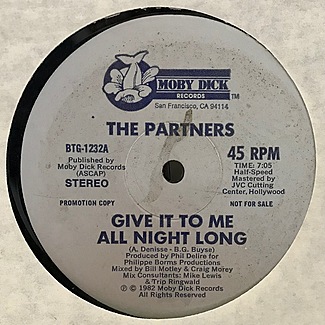 MOBY DICK
RECORDS
TM
San Francisco, CA 94114
THE PARTNERS
BTG-1232A
Published by
Moby Dick Records
(ASCAP)
STEREO
45 RPM
TIME: 7:05
Half-Speed
Mastered by
JVC Cutting
Center, Hollywood
PROMOTION COPY
NOT FOR SALE
GIVE IT TO ME
ALL NIGHT LONG
(A. Denisse - B.G. Buyse)
Produced by Phil Delire for
Philippe Borms Productions
Mixed by Bill Motley & Craig Morey
Mix Consultants: Mike Lewis
& Trip Ringwald
℗ © 1982 Moby Dick Records
All Rights Reserved